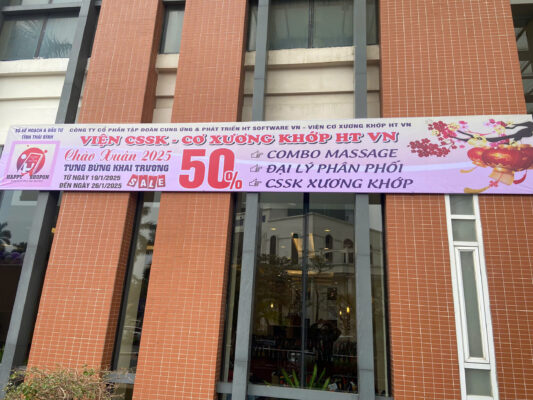 SỞ KẾ HOẠCH & ĐẦU TƯ
TỈNH THÁI BÌNH
CÔNG TY CỔ PHẦN TẬP ĐOÀN CUNG ỨNG & PHÁT TRIỂN HT SOFTWARE VN - VIỆN CƠ XƯƠNG KHỚP HT VN
VIỆN CSSK - CƠ XƯƠNG KHỚP HT VN
Chào Xuân 2025
TƯNG BỪNG KHAI TRƯƠNG
TỪ NGÀY 19/1/2025
ĐẾN NGÀY 26/1/2025
SALE
50%
COMBO MASSAGE
ĐẠI LÝ PHÂN PHỐI
CSSK XƯƠNG KHỚP
HAPPY SHOPEN